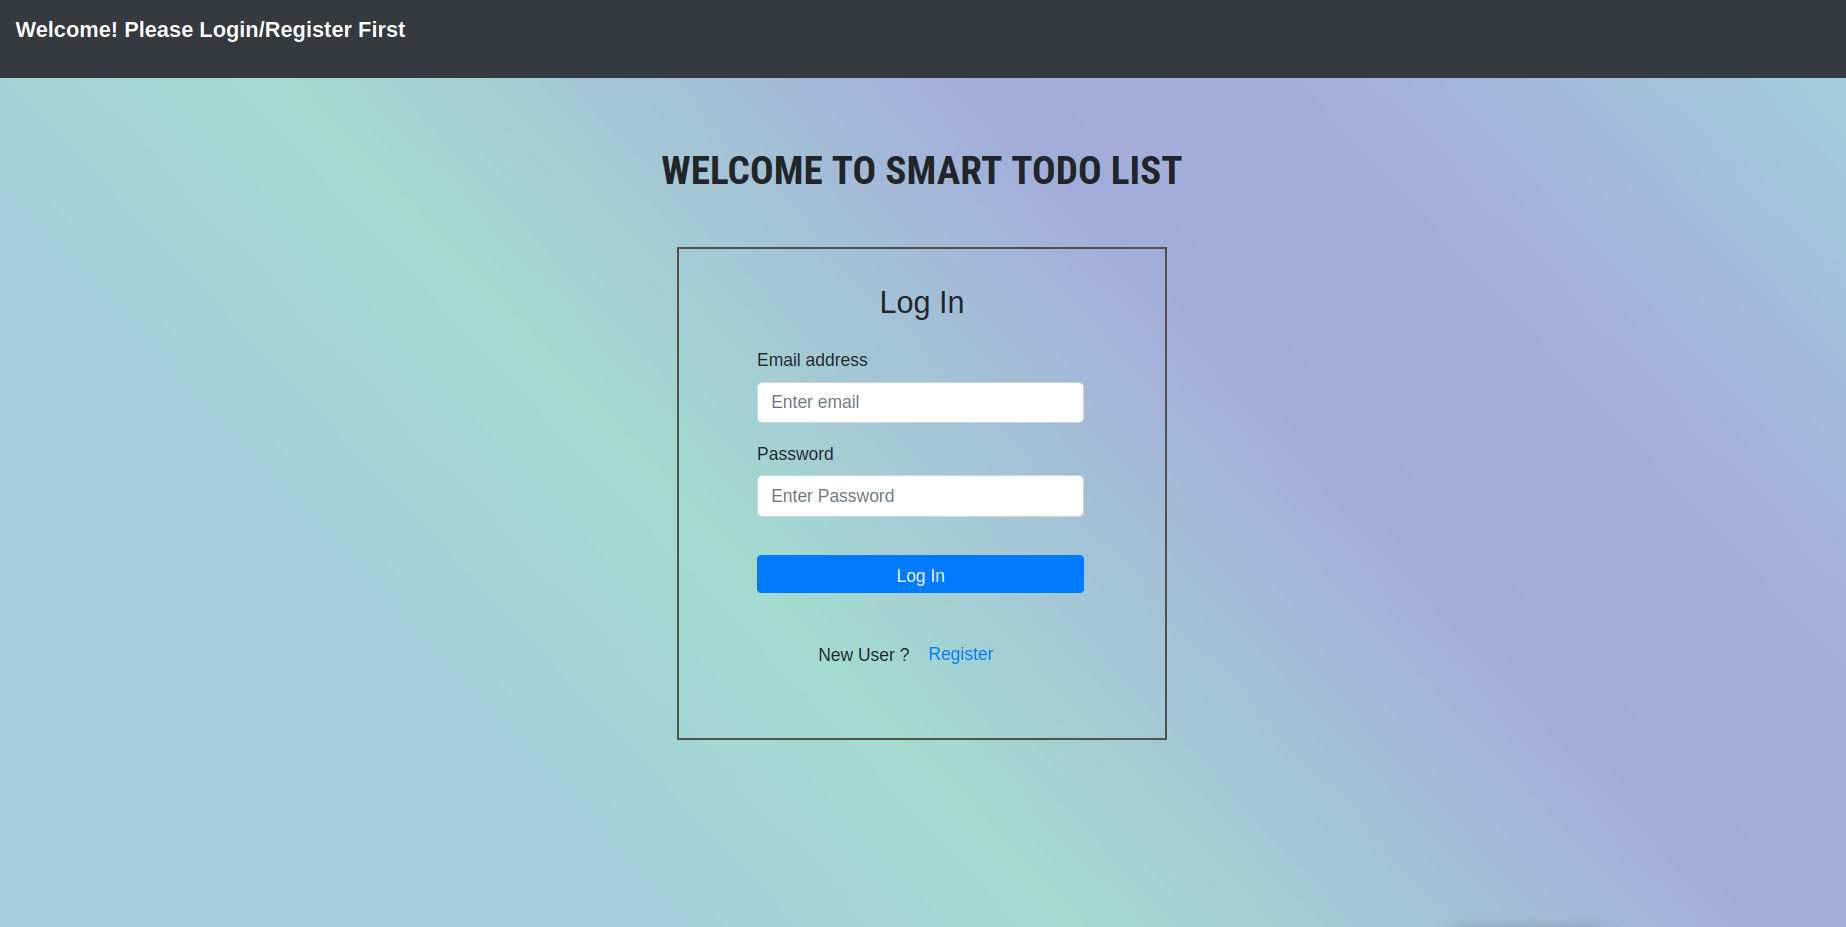 Welcome! Please Login/Register First
WELCOME TO SMART TODO LIST
Log In
Email address
Enter email
Password
Enter Password
Log In
New User ? Register